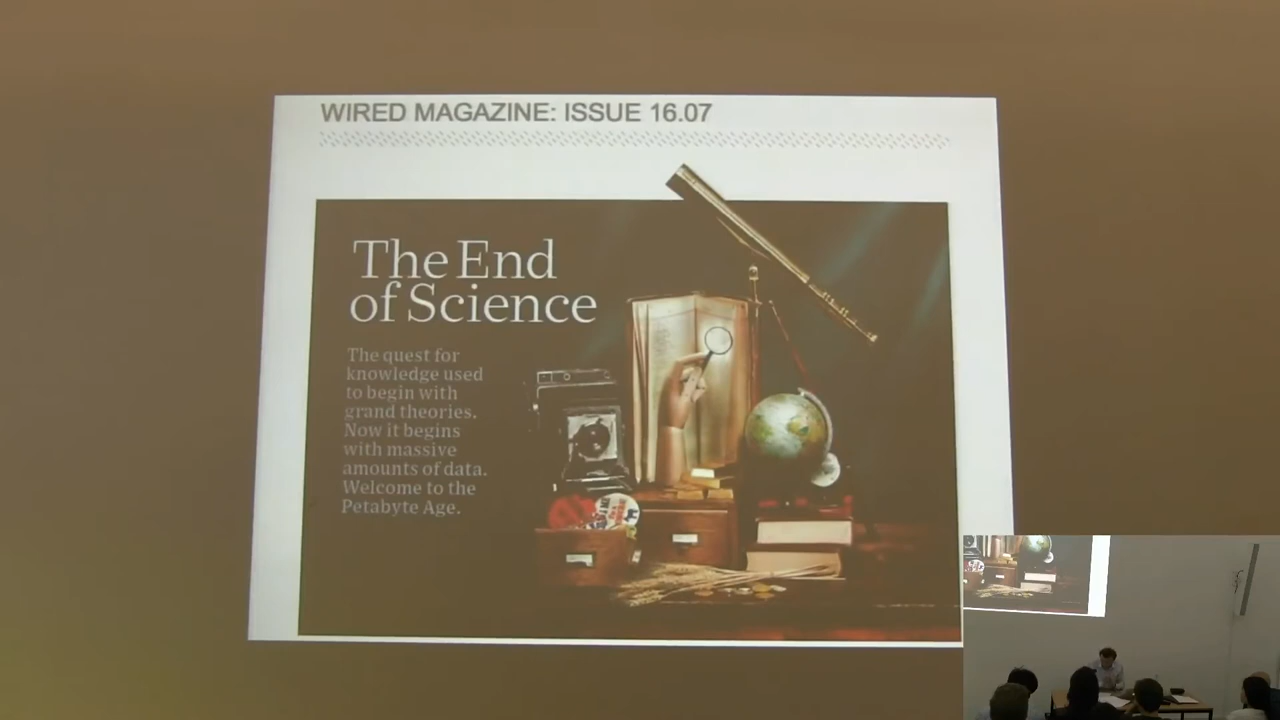 WIRED MAGAZINE: ISSUE 16.07
The End
of Science
The quest for
knowledge used
to begin with
grand theories.
Now it begins
with massive
amounts of data.
Welcome to the
Petabyte Age.